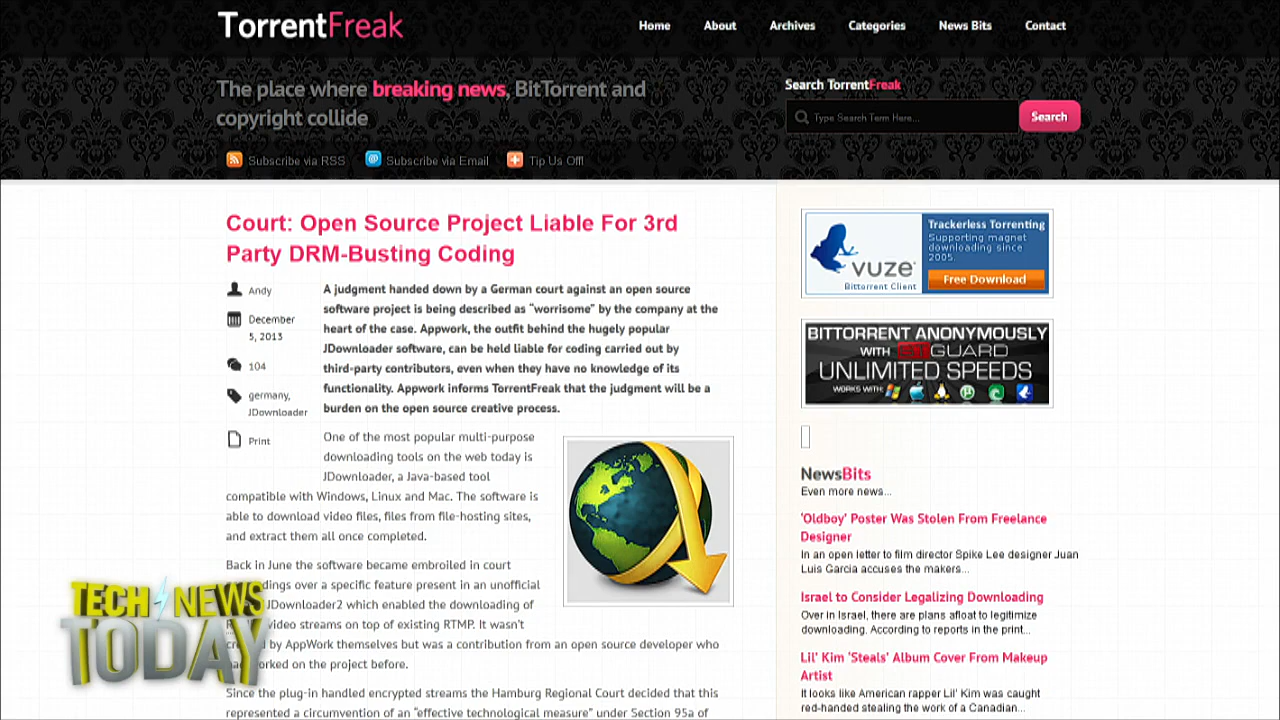 TorrentFreak
Home About Archives Categories News Bits Contact
The place where breaking news, BitTorrent and
copyright collide
Search TorrentFreak
Type Search Term Here...
Search
Subscribe via RSS Subscribe via Email Tip Us Off!
Court: Open Source Project Liable For 3rd
Party DRM-Busting Coding
Andy
December
5, 2013
104
germany,
JDownloader
Print
A judgment handed down by a German court against an open source
software project is being described as “worrisome” by the company at the
heart of the case. Appwork, the outfit behind the hugely popular
JDownloader software, can be held liable for coding carried out by
third-party contributors, even when they have no knowledge of its
functionality. Appwork informs TorrentFreak that the judgment will be a
burden on the open source creative process.
One of the most popular multi-purpose
downloading tools on the web today is
JDownloader, a Java-based tool
compatible with Windows, Linux and Mac. The software is
able to download video files, files from file-hosting sites,
and extract them all once completed.
Back in June the software became embroiled in court
dings over a specific feature present in an unofficial
JDownloader2 which enabled the downloading of
video streams on top of existing RTMP. It wasn't
by AppWork themselves but was a contribution from an open source developer who
orked on the project before.
Since the plug-in handled encrypted streams the Hamburg Regional Court decided that this
represented a circumvention of an “effective technological measure” under Section 95a of
TECH NEWS
TODAY
Trackerless Torrenting
Supporting magnet
downloading since
2005.
Free Download
vuze
Bittorrent Client
BITTORRENT ANONYMOUSLY
WITH BTGUARD
UNLIMITED SPEEDS
WORKS WITH:
NewsBits
Even more news...
'Oldboy' Poster Was Stolen From Freelance
Designer
In an open letter to film director Spike Lee designer Juan
Luis Garcia accuses the makers...
Israel to Consider Legalizing Downloading
Over in Israel, there are plans afloat to legitimize
downloading. According to reports in the print...
Lil' Kim 'Steals' Album Cover From Makeup
Artist
It looks like American rapper Lil' Kim was caught
red-handed stealing the work of a Canadian...